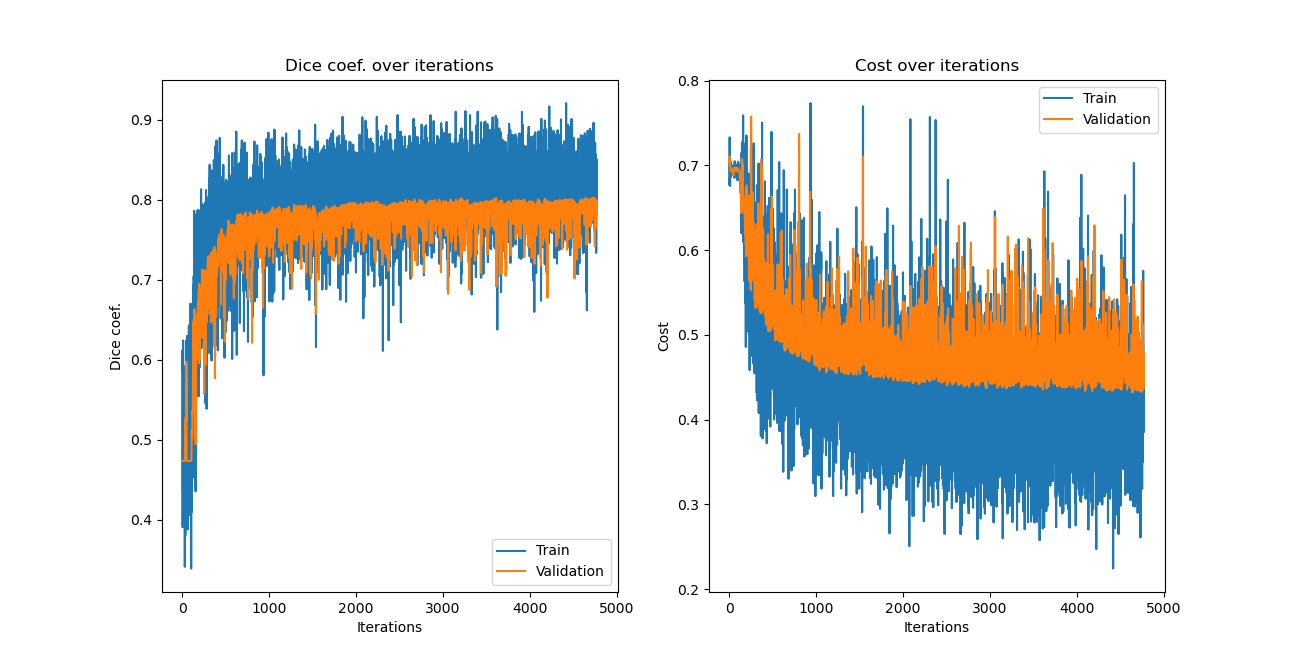 Dice coef. over iterations
Dice coef.
0.9
0.8
0.7
0.6
0.5
0.4
Train
Validation
0
1000
2000
3000
4000
5000
Iterations
Cost over iterations
Cost
0.8
0.7
0.6
0.5
0.4
0.3
0.2
Train
Validation
0
1000
2000
3000
4000
5000
Iterations